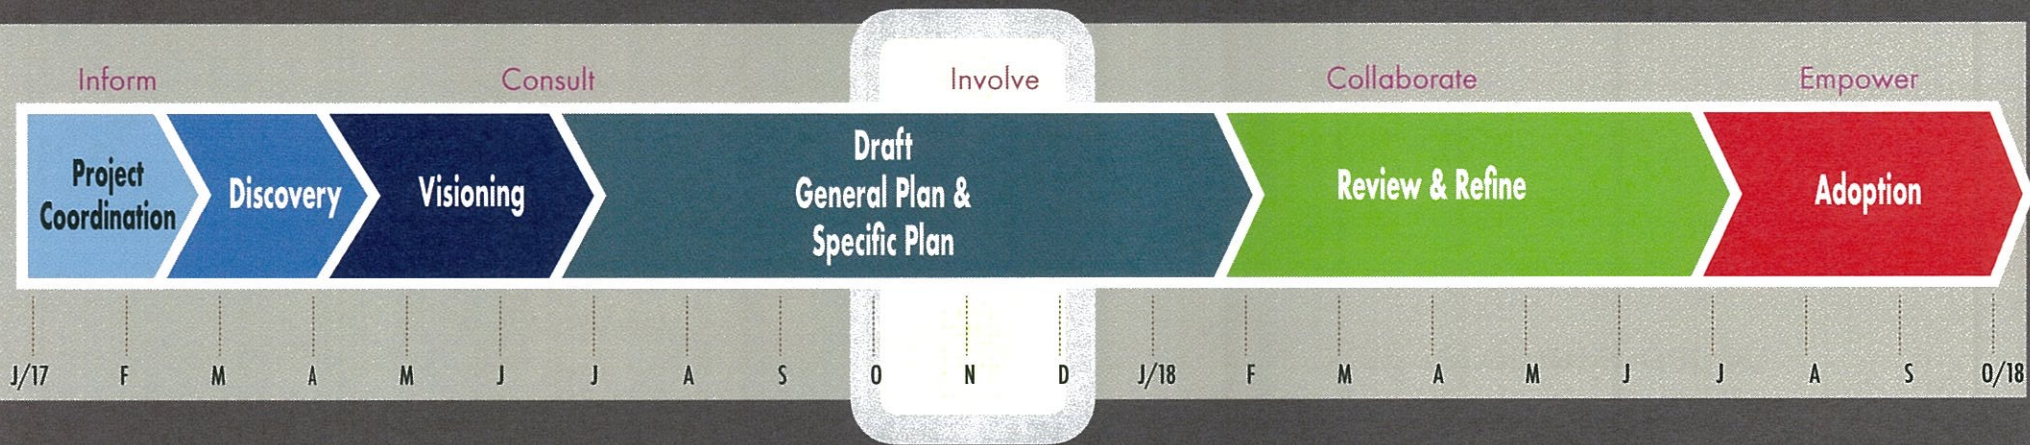 Inform Consult Involve Collaborate Empower
Project
Coordination
Discovery
Visioning
Draft
General Plan &
Specific Plan
Review & Refine
Adoption
J/17 F M A M J J A S O N D J/18 F M A M J J A S O/18